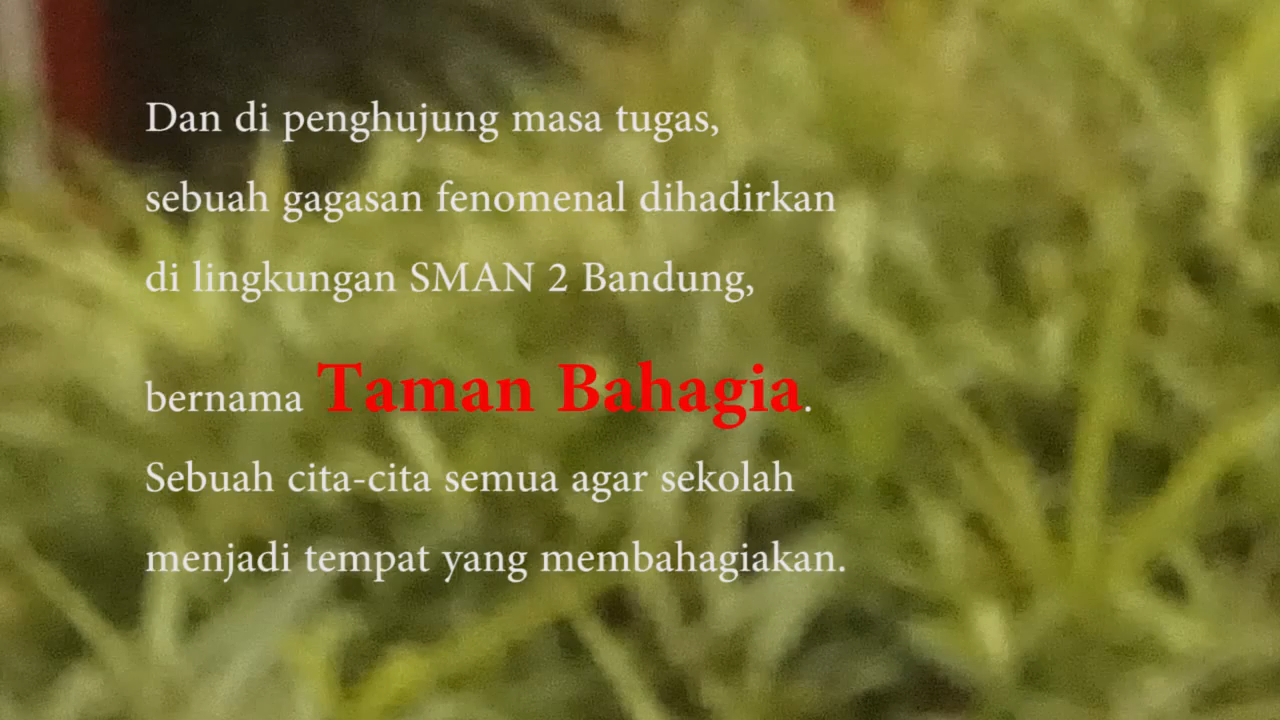 Dan di penghujung masa tugas,
sebuah gagasan fenomenal dihadirkan
di lingkungan SMAN 2 Bandung,
bernama Taman Bahagia.
Sebuah cita-cita semua agar sekolah
menjadi tempat yang membahagiakan.